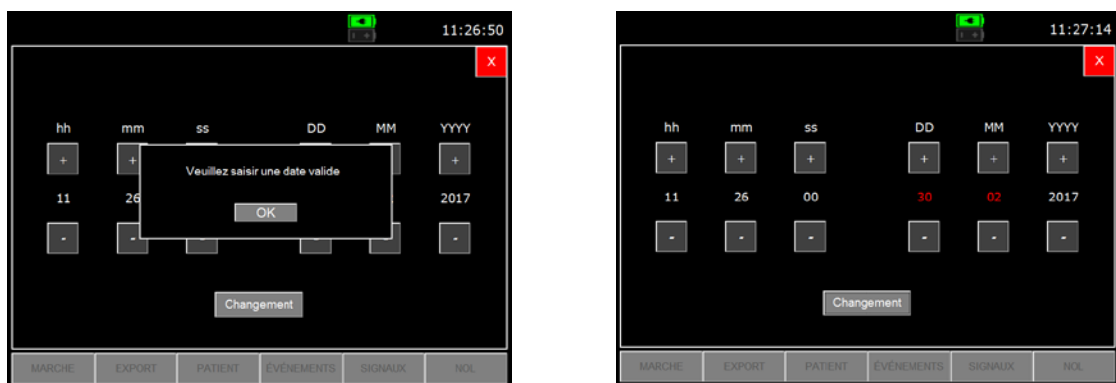 11:26:50
X
hh mm ss DD MM YYYY
+ + +
Veuillez saisir une date valide
11 26 2017
OK
- - - - - -
Changement
MARCHE EXPORT PATIENT ÉVÉNEMENTS SIGNAUX NOL
11:27:14
X
hh mm ss DD MM YYYY
+ + + + + +
11 26 00 30 02 2017
- - - - - -
Changement
MARCHE EXPORT PATIENT ÉVÉNEMENTS SIGNAUX NOL